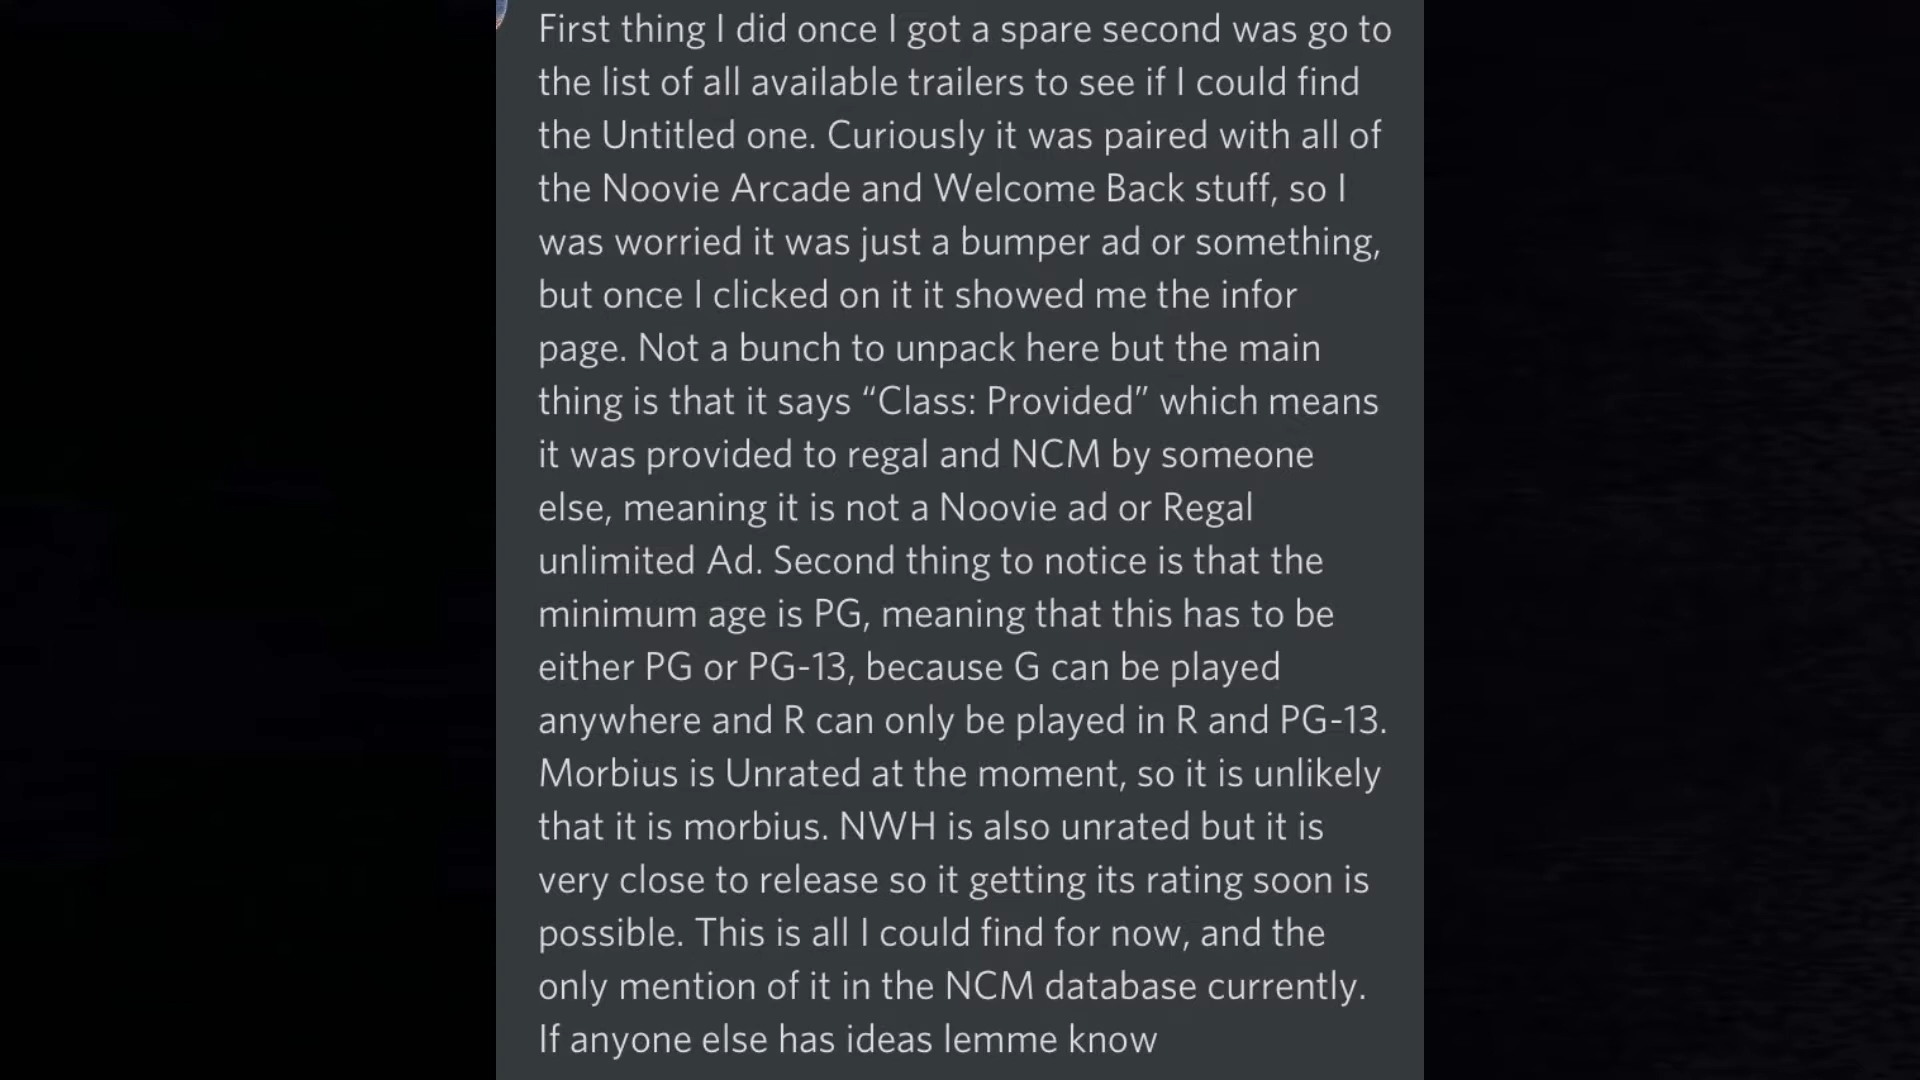 First thing I did once I got a spare second was go to
the list of all available trailers to see if I could find
the Untitled one. Curiously it was paired with all of
the Noovie Arcade and Welcome Back stuff, so I
was worried it was just a bumper ad or something,
but once I clicked on it it showed me the infor
page. Not a bunch to unpack here but the main
thing is that it says “Class: Provided” which means
it was provided to regal and NCM by someone
else, meaning it is not a Noovie ad or Regal
unlimited Ad. Second thing to notice is that the
minimum age is PG, meaning that this has to be
either PG or PG-13, because G can be played
anywhere and R can only be played in R and PG-13.
Morbius is Unrated at the moment, so it is unlikely
that it is morbius. NWH is also unrated but it is
very close to release so it getting its rating soon is
possible. This is all I could find for now, and the
only mention of it in the NCM database currently.
If anyone else has ideas lemme know